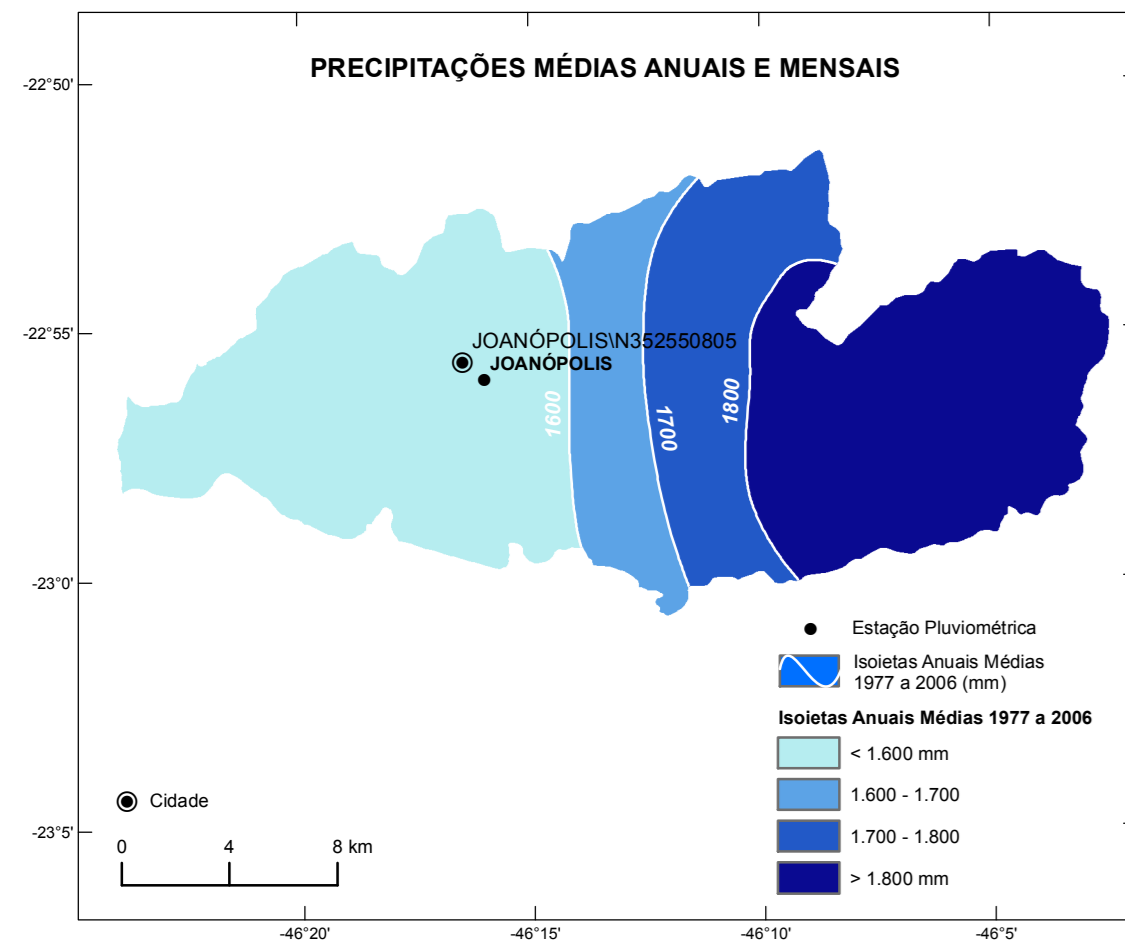 PRECIPITAÇÕES MÉDIAS ANUAIS E MENSAIS
-22°50'
-22°55'
-23°0'
-23°5'
JOANÓPOLIS\N352550805
JOANÓPOLIS
1600
1700
1800
Estação Pluviométrica
Isoietas Anuais Médias
1977 a 2006 (mm)
Isoietas Anuais Médias 1977 a 2006
< 1.600 mm
1.600 - 1.700
1.700 - 1.800
> 1.800 mm
Cidade
0 4 8 km
-46°20' -46°15' -46°10' -46°5'